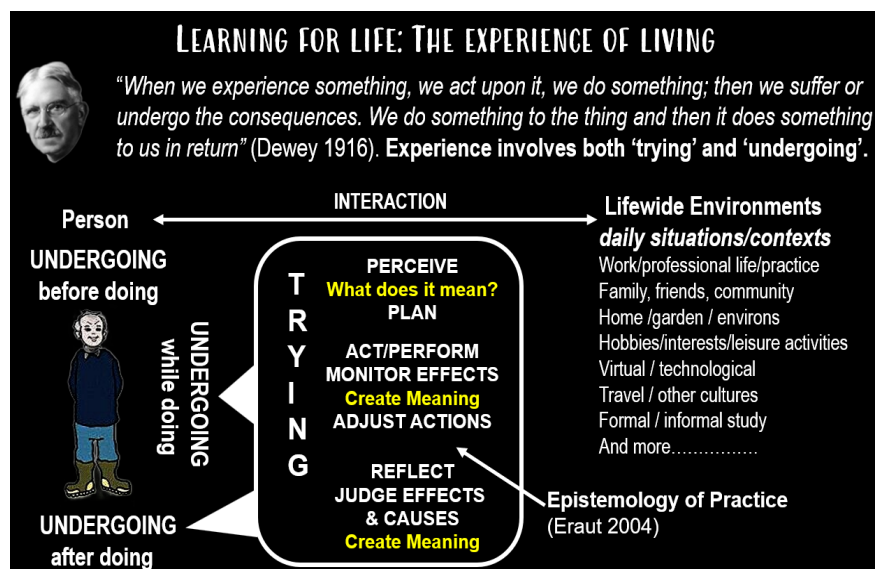 LEARNING FOR LIFE: THE EXPERIENCE OF LIVING
“When we experience something, we act upon it, we do something; then we suffer or
undergo the consequences. We do something to the thing and then it does something
to us in return” (Dewey 1916). Experience involves both ‘trying’ and ‘undergoing’.
INTERACTION
Person
UNDERGOING
before doing
UNDERGOING
while doing
UNDERGOING
after doing
TRYING
PERCEIVE
What does it mean?
PLAN
ACT/PERFORM
MONITOR EFFECTS
Create Meaning
ADJUST ACTIONS
REFLECT
JUDGE EFFECTS
& CAUSES
Create Meaning
Lifewide Environments
daily situations/contexts
Work/professional life/practice
Family, friends, community
Home /garden / environs
Hobbies/interests/leisure activities
Virtual / technological
Travel / other cultures
Formal / informal study
And more……………
Epistemology of Practice
(Eraut 2004)